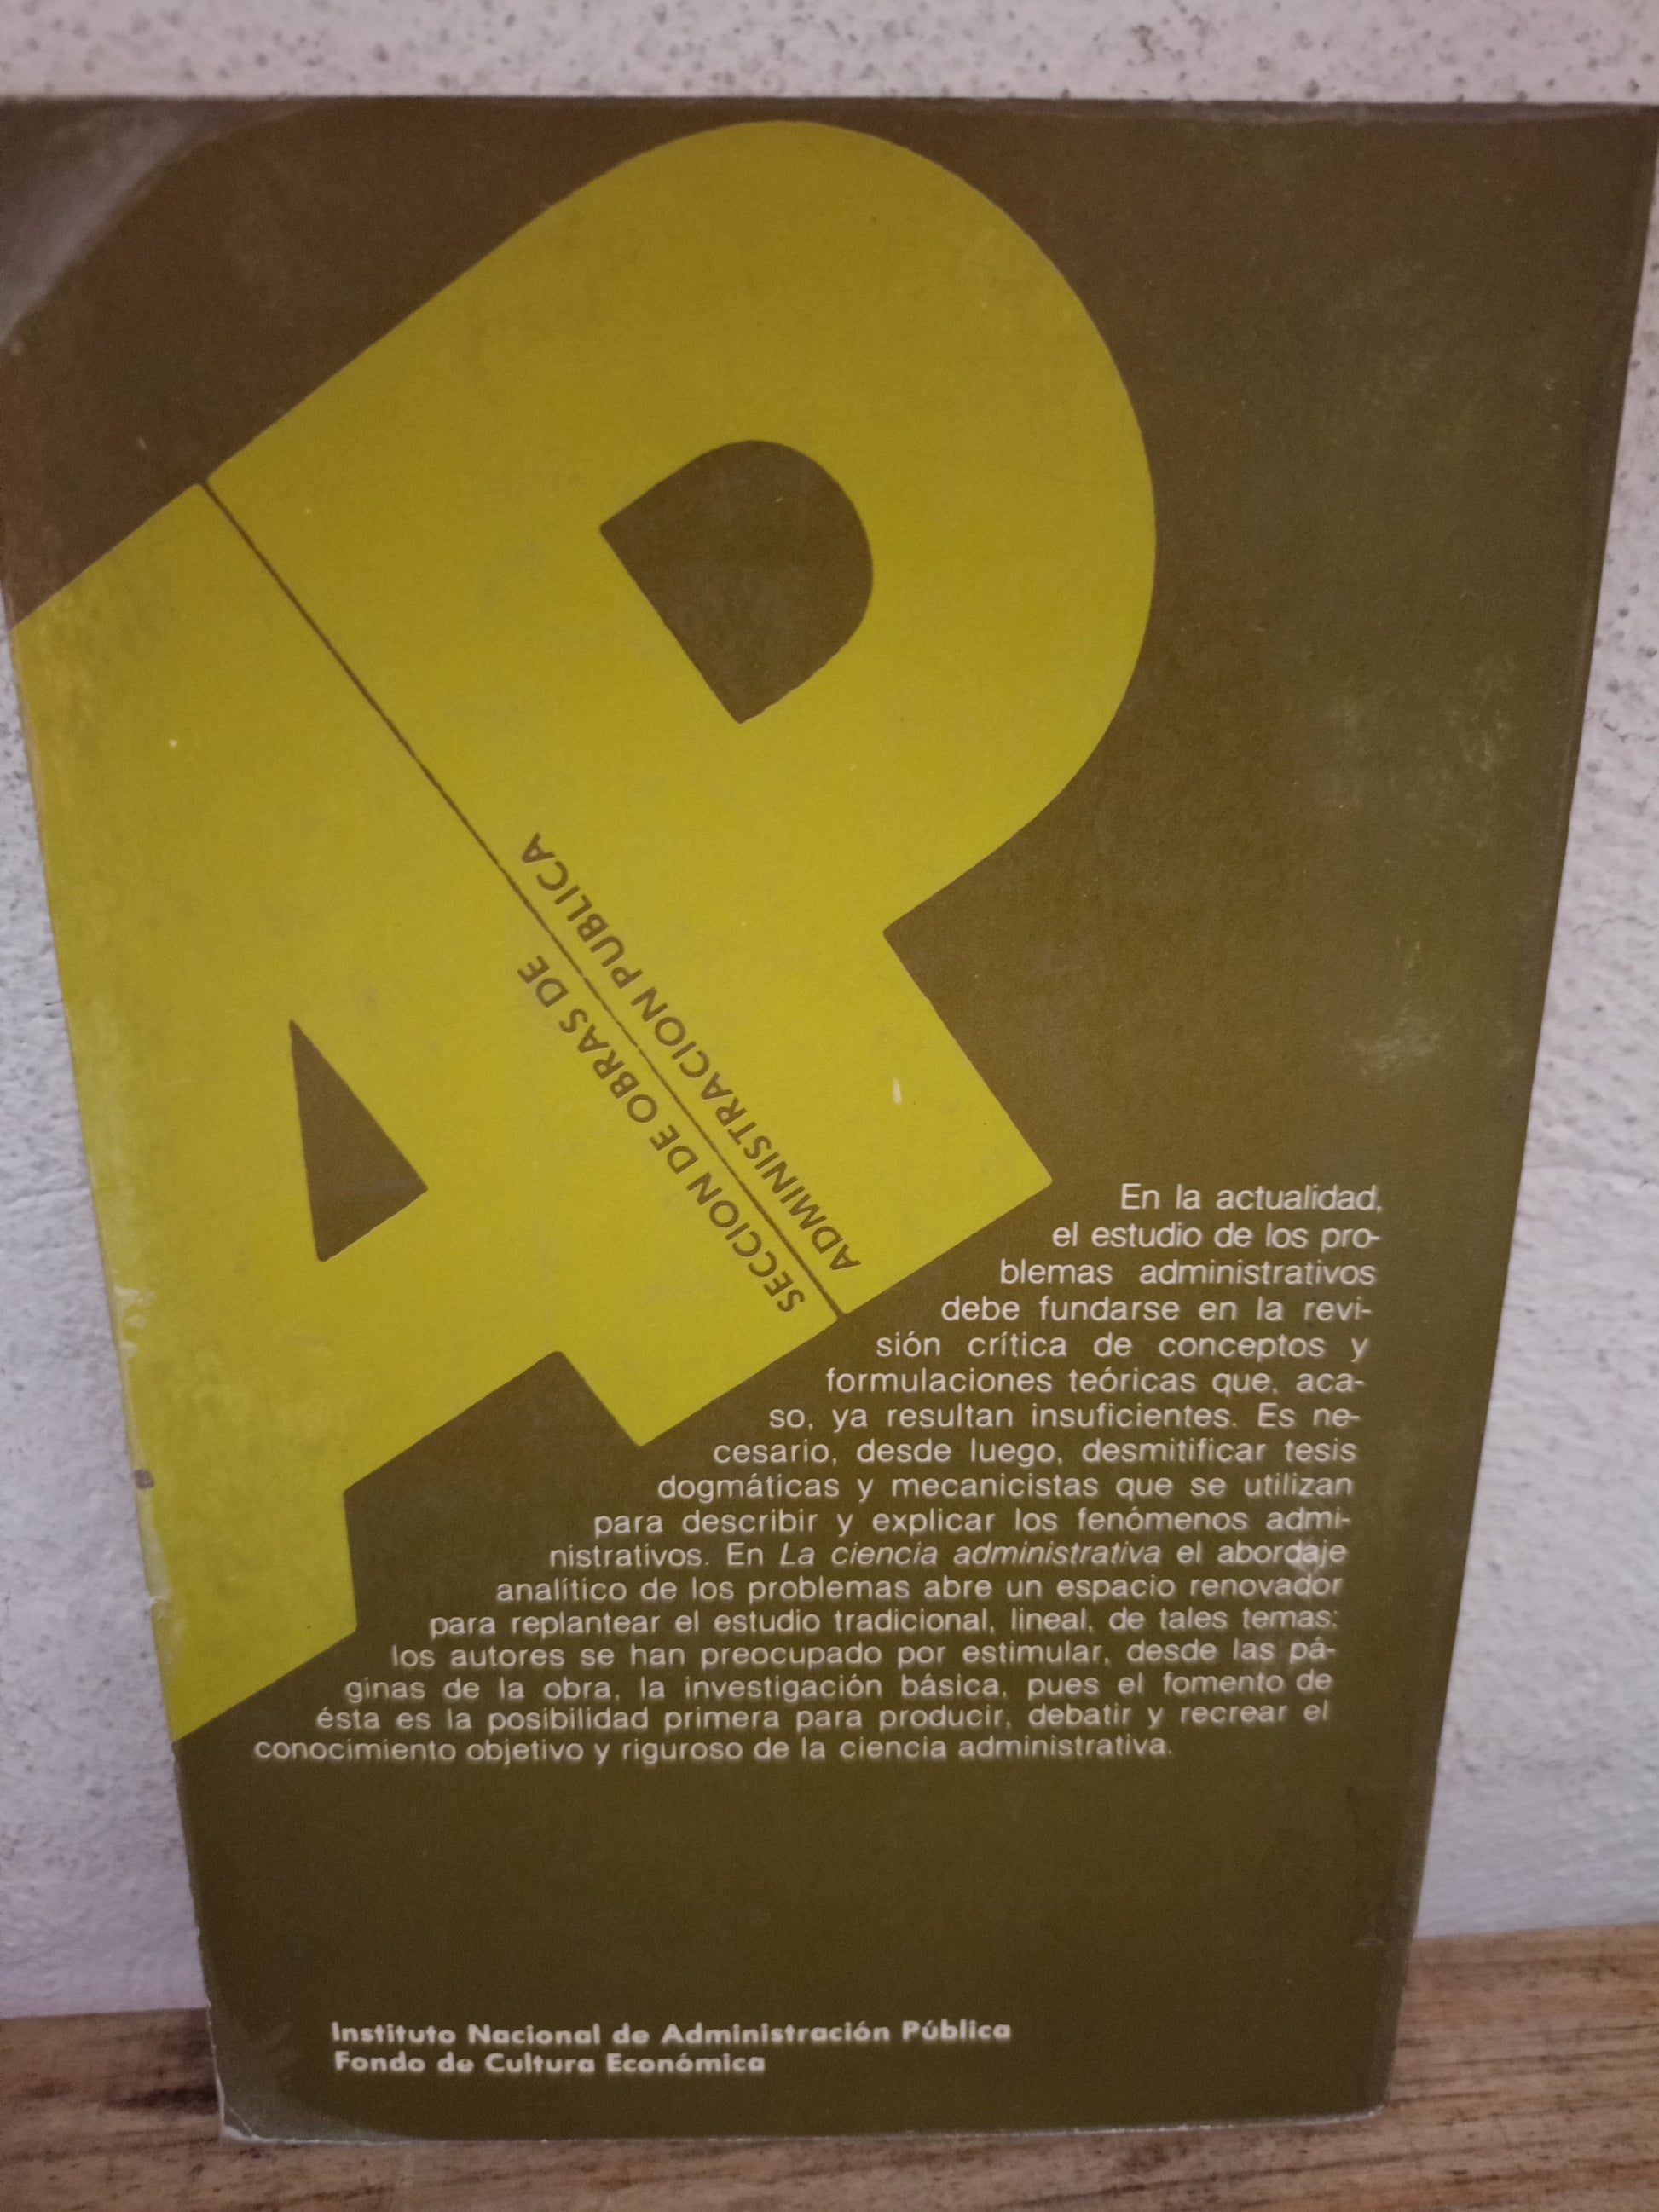 SECCION DE OBRAS DE
ADMINISTRACION PUBLICA
En la actualidad,
el estudio de los pro-
blemas administrativos
debe fundarse en la revi-
sión crítica de conceptos y
formulaciones teóricas que, aca-
so, ya resultan insuficientes. Es ne-
cesario, desde luego, desmitificar tesis
dogmáticas y mecanicistas que se utilizan
para describir y explicar los fenómenos admi-
nistrativos. En La ciencia administrativa el abordaje
analítico de los problemas abre un espacio renovador
para replantear el estudio tradicional, lineal, de tales temas;
los autores se han preocupado por estimular, desde las pá-
ginas de la obra, la investigación básica, pues el fomento de
ésta es la posibilidad primera para producir, debatir y recrear el
conocimiento objetivo y riguroso de la ciencia administrativa.
Instituto Nacional de Administración Pública
Fondo de Cultura Económica
AP